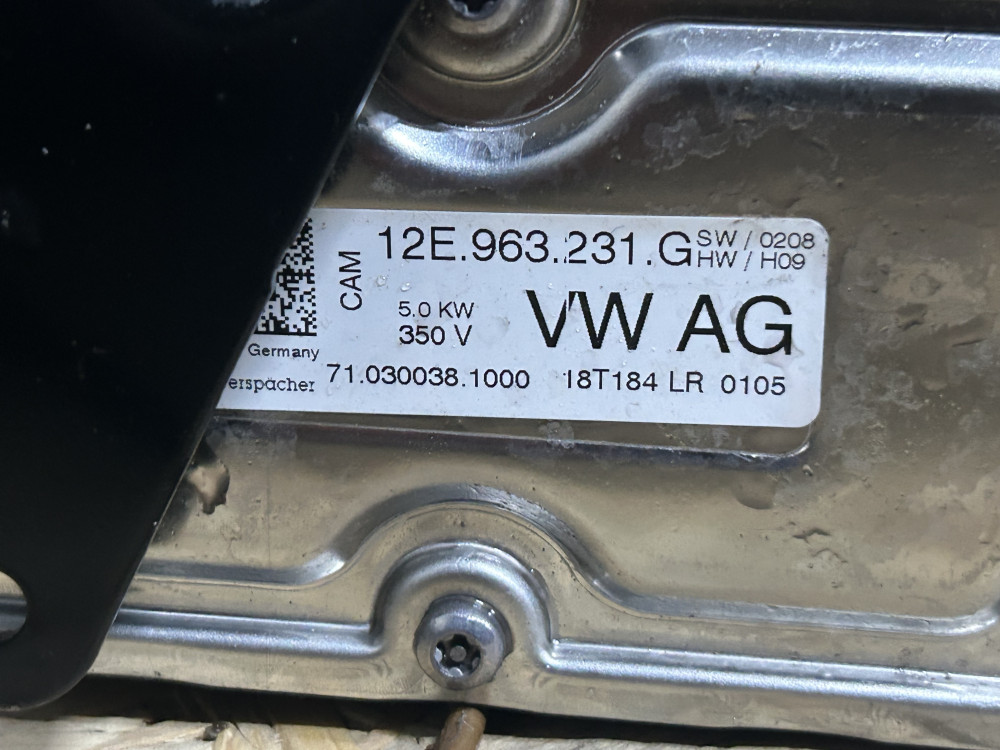 12E.963.231.G SW / 0208
HW / H09
CAM
5.0 KW
350 V
VW AG
Germany
erspächer
71.030038.1000 18T184 LR 0105